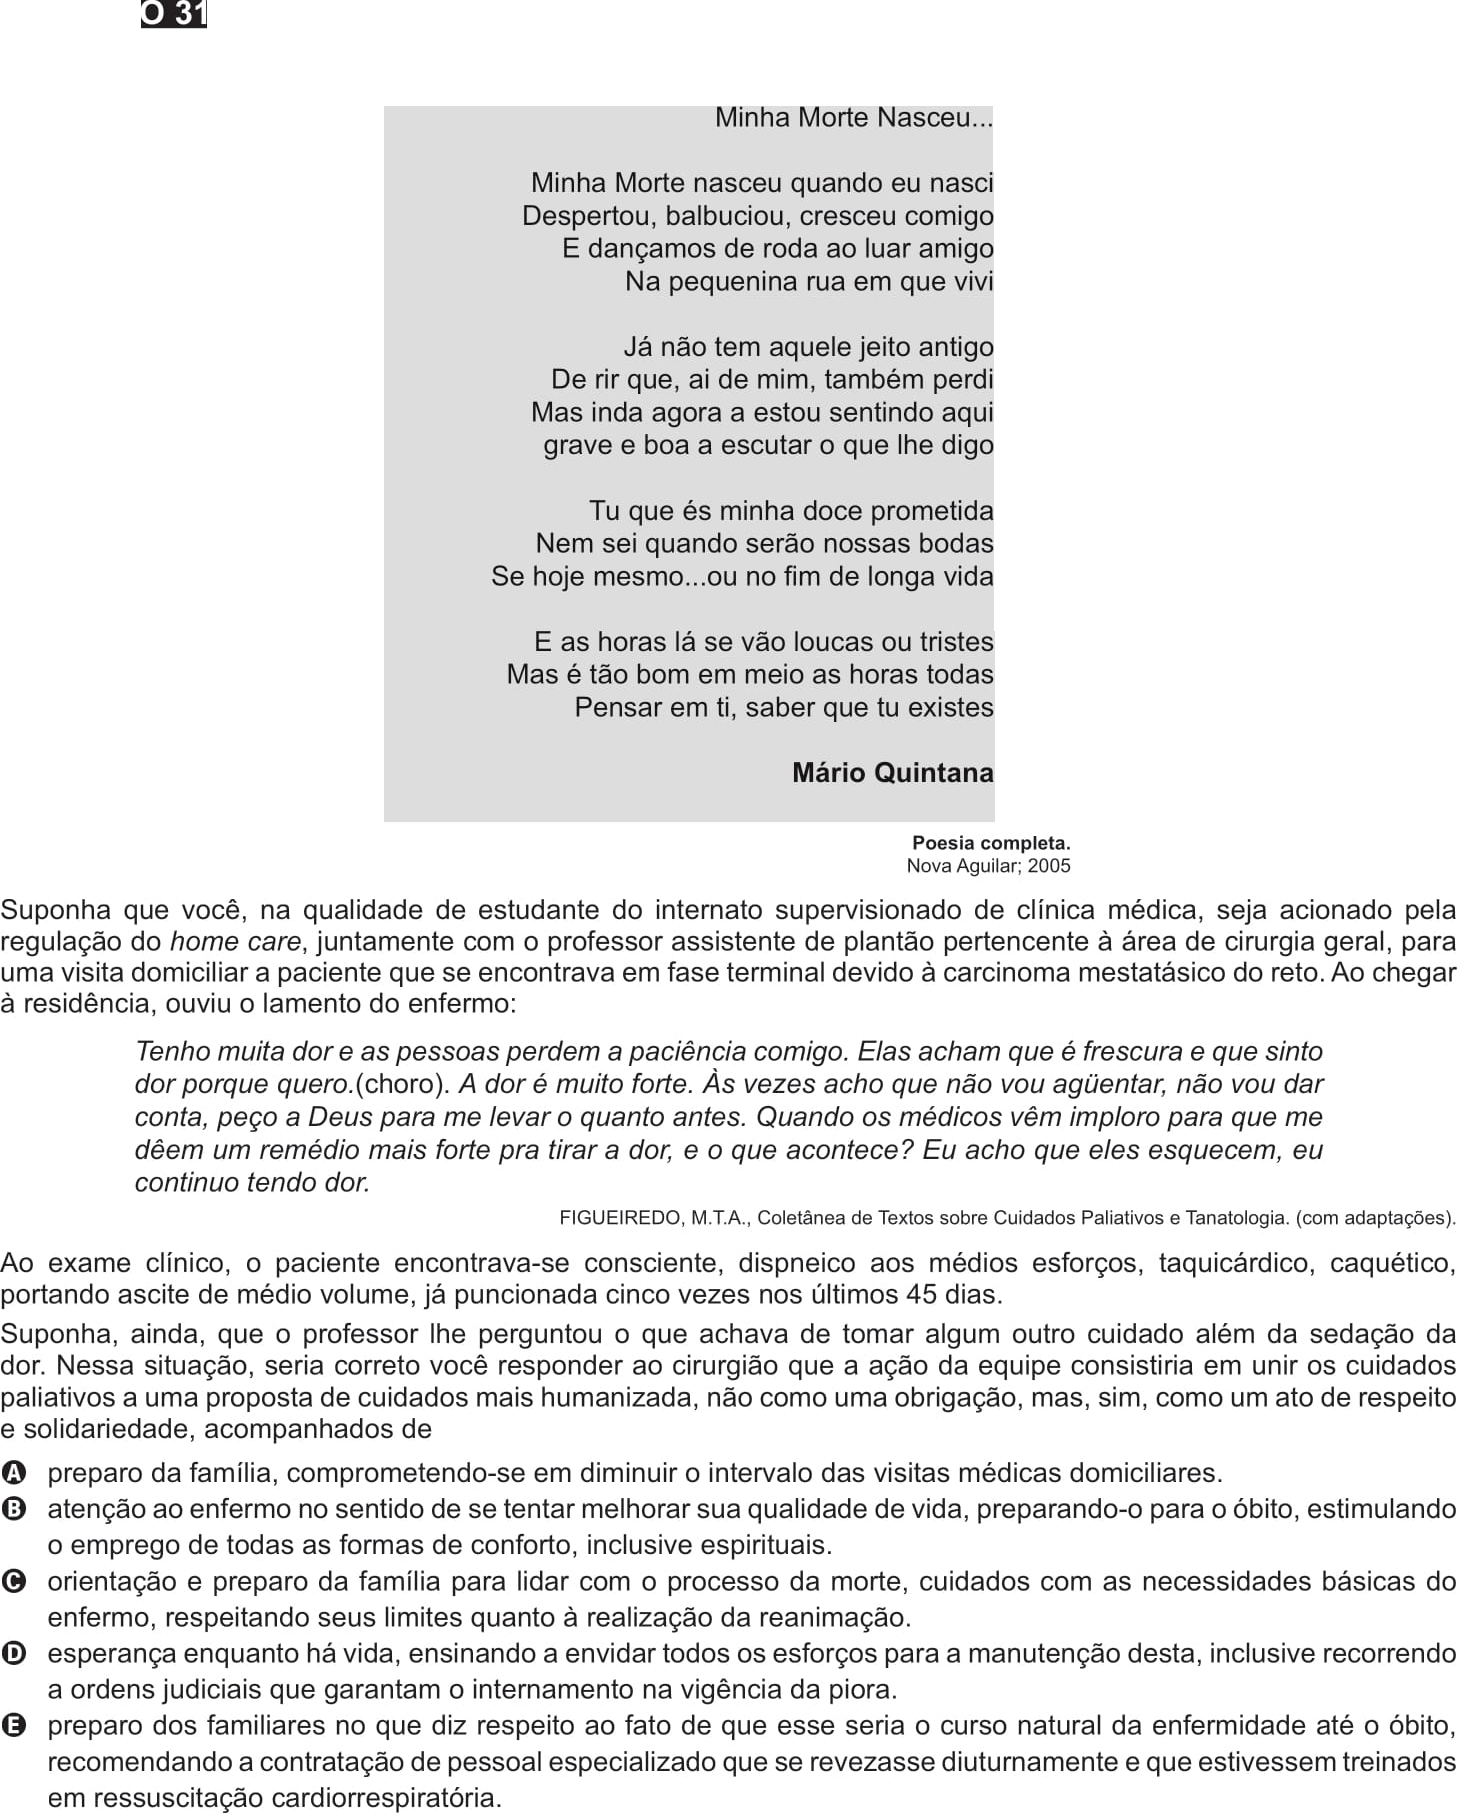 O 31
Minha Morte Nasceu...
Minha Morte nasceu quando eu nasci
Despertou, balbuciou, cresceu comigo
E dançamos de roda ao luar amigo
Na pequenina rua em que vivi
Já não tem aquele jeito antigo
De rir que, ai de mim, também perdi
Mas inda agora a estou sentindo aqui
grave e boa a escutar o que lhe digo
Tu que és minha doce prometida
Nem sei quando serão nossas bodas
Se hoje mesmo...ou no fim de longa vida
E as horas lá se vão loucas ou tristes
Mas é tão bom em meio as horas todas
Pensar em ti, saber que tu existes
Mário Quintana
Poesia completa.
Nova Aguilar; 2005
Suponha que você, na qualidade de estudante do internato supervisionado de clínica médica, seja acionado pela
regulação do home care, juntamente com o professor assistente de plantão pertencente à área de cirurgia geral, para
uma visita domiciliar a paciente que se encontrava em fase terminal devido à carcinoma mestatásico do reto. Ao chegar
à residência, ouviu o lamento do enfermo:
Tenho muita dor e as pessoas perdem a paciência comigo. Elas acham que é frescura e que sinto
dor porque quero.(choro). A dor é muito forte. Às vezes acho que não vou agüentar, não vou dar
conta, peço a Deus para me levar o quanto antes. Quando os médicos vêm imploro para que me
dêem um remédio mais forte pra tirar a dor, e o que acontece? Eu acho que eles esquecem, eu
continuo tendo dor.
FIGUEIREDO, M.T.A., Coletânea de Textos sobre Cuidados Paliativos e Tanatologia. (com adaptações).
Ao exame clínico, o paciente encontrava-se consciente, dispneico aos médios esforços, taquicárdico, caquético,
portando ascite de médio volume, já puncionada cinco vezes nos últimos 45 dias.
Suponha, ainda, que o professor lhe perguntou o que achava de tomar algum outro cuidado além da sedação da
dor. Nessa situação, seria correto você responder ao cirurgião que a ação da equipe consistiria em unir os cuidados
paliativos a uma proposta de cuidados mais humanizada, não como uma obrigação, mas, sim, como um ato de respeito
e solidariedade, acompanhados de
A preparo da família, comprometendo-se em diminuir o intervalo das visitas médicas domiciliares.
B atenção ao enfermo no sentido de se tentar melhorar sua qualidade de vida, preparando-o para o óbito, estimulando
o emprego de todas as formas de conforto, inclusive espirituais.
C orientação e preparo da família para lidar com o processo da morte, cuidados com as necessidades básicas do
enfermo, respeitando seus limites quanto à realização da reanimação.
D esperança enquanto há vida, ensinando a envidar todos os esforços para a manutenção desta, inclusive recorrendo
a ordens judiciais que garantam o internamento na vigência da piora.
E preparo dos familiares no que diz respeito ao fato de que esse seria o curso natural da enfermidade até o óbito,
recomendando a contratação de pessoal especializado que se revezasse diuturnamente e que estivessem treinados
em ressuscitação cardiorrespiratória.